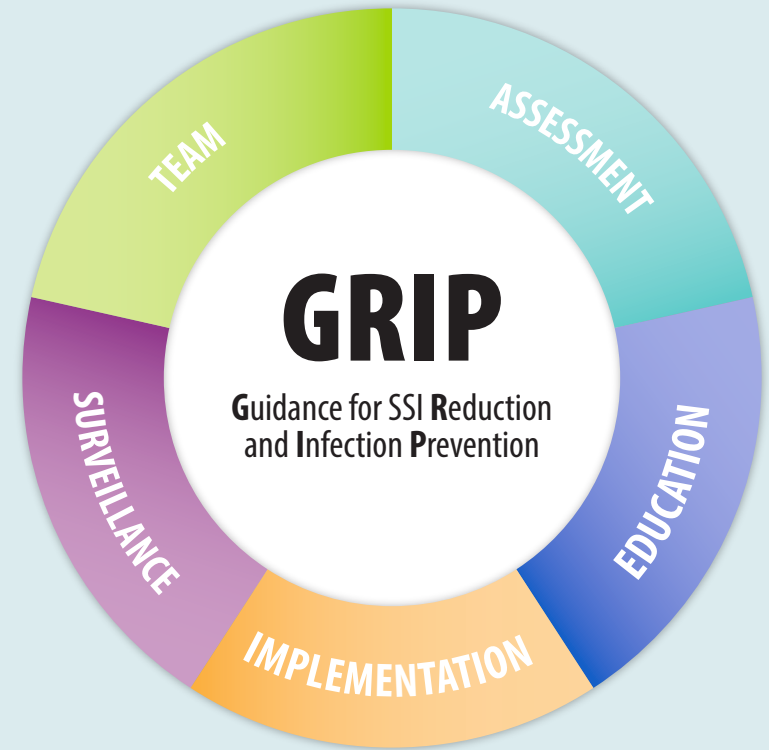 TEAM
ASSESSMENT
GRIP
Guidance for SSI Reduction
and Infection Prevention
SURVEILLANCE
EDUCATION
IMPLEMENTATION